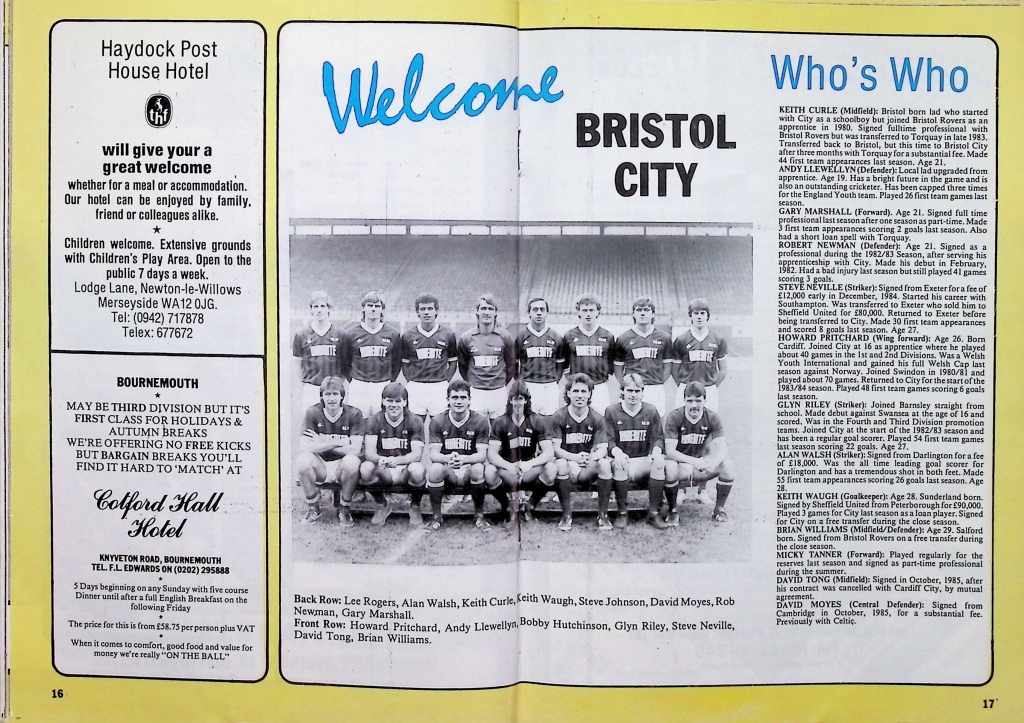 Haydock Post
House Hotel
thf
will give your a
great welcome
whether for a meal or accommodation.
Our hotel can be enjoyed by family,
friend or colleagues alike.
★
Children welcome. Extensive grounds
with Children's Play Area. Open to the
public 7 days a week.
Lodge Lane, Newton-le-Willows
Merseyside WA12 0JG.
Tel: (0942) 717878
Telex: 677672
BOURNEMOUTH
★
MAY BE THIRD DIVISION BUT IT'S
FIRST CLASS FOR HOLIDAYS &
AUTUMN BREAKS
WE'RE OFFERING NO FREE KICKS
BUT BARGAIN BREAKS YOU'LL
FIND IT HARD TO 'MATCH' AT
Cotford Hall
Hotel
KNYVETON ROAD, BOURNEMOUTH
TEL. F.L. EDWARDS ON (0202) 295888
★
5 Days beginning on any Sunday with five course
Dinner until after a full English Breakfast on the
following Friday
★
The price for this is from £58.75 per person plus VAT
★
When it comes to comfort, good food and value for
money we're really "ON THE BALL"
16
Welcome
BRISTOL
CITY
Back Row: Lee Rogers, Alan Walsh, Keith Curle, Keith Waugh, Steve Johnson, David Moyes, Rob
Newman, Gary Marshall.
Front Row: Howard Pritchard, Andy Llewellyn, Bobby Hutchinson, Glyn Riley, Steve Neville,
David Tong, Brian Williams.
Who's Who
KEITH CURLE (Midfield): Bristol born lad who started
with City as a schoolboy but joined Bristol Rovers as an
apprentice in 1980. Signed fulltime professional with
Bristol Rovers but was transferred to Torquay in late 1983.
Transferred back to Bristol, but this time to Bristol City
after three months with Torquay for a substantial fee. Made
44 first team appearances last season. Age 21.
ANDY LLEWELLYN (Defender): Local lad upgraded from
apprentice. Age 19. Has a bright future in the game and is
also an outstanding cricketer. Has been capped three times
for the England Youth team. Played 26 first team games last
season.
GARY MARSHALL (Forward). Age 21. Signed full time
professional last season after one season as part-time. Made
3 first team appearances scoring 2 goals last season. Also
had a short loan spell with Torquay.
ROBERT NEWMAN (Defender): Age 21. Signed as a
professional during the 1982/83 Season, after serving his
apprenticeship with City. Made his debut in February,
1982. Had a bad injury last season but still played 41 games
scoring 3 goals.
STEVE NEVILLE (Striker): Signed from Exeter for a fee of
£12,000 early in December, 1984. Started his career with
Southampton. Was transferred to Exeter who sold him to
Sheffield United for £80,000. Returned to Exeter before
being transferred to City. Made 30 first team appearances
and scored 8 goals last season. Age 27.
HOWARD PRITCHARD (Wing forward): Age 26. Born
Cardiff. Joined City at 16 as apprentice where he played
about 40 games in the 1st and 2nd Divisions. Was a Welsh
Youth International and gained his full Welsh Cap last
season against Norway. Joined Swindon in 1980/81 and
played about 70 games. Returned to City for the start of the
1983/84 season. Played 48 first team games scoring 6 goals
last season.
GLYN RILEY (Striker): Joined Barnsley straight from
school. Made debut against Swansea at the age of 16 and
scored. Was in the Fourth and Third Division promotion
teams. Joined City at the start of the 1982/83 season and
has been a regular goal scorer. Played 54 first team games
last season scoring 22 goals. Age 27.
ALAN WALSH (Striker): Signed from Darlington for a fee
of £18,000. Was the all time leading goal scorer for
Darlington and has a tremendous shot in both feet. Made
55 first team appearances scoring 26 goals last season. Age
28.
KEITH WAUGH (Goalkeeper): Age 28. Sunderland born.
Signed by Sheffield United from Peterborough for £90,000.
Played 3 games for City last season as a loan player. Signed
for City on a free transfer during the close season.
BRIAN WILLIAMS (Midfield/Defender): Age 29. Salford
born. Signed from Bristol Rovers on a free transfer during
the close season.
MICKY TANNER (Forward): Played regularly for the
reserves last season and signed as part-time professional
during the summer.
DAVID TONG (Midfield): Signed in October, 1985, after
his contract was cancelled with Cardiff City, by mutual
agreement.
DAVID MOYES (Central Defender): Signed from
Cambridge in October, 1985, for a substantial fee.
Previously with Celtic.
17